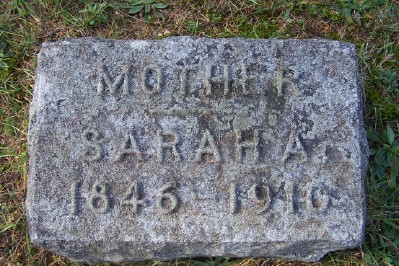 MOTHER
SARAH A.
1846 - 1910